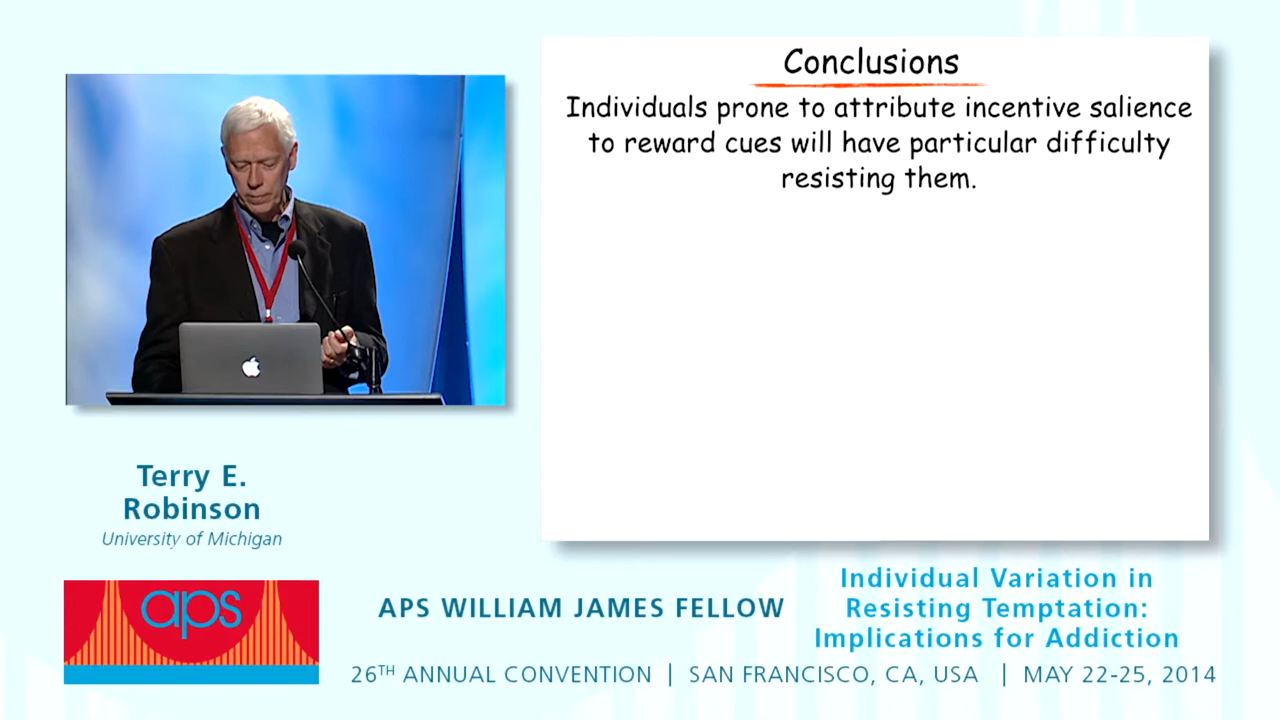 Conclusions
Individuals prone to attribute incentive salience
to reward cues will have particular difficulty
resisting them.
Terry E.
Robinson
University of Michigan
aps
APS WILLIAM JAMES FELLOW
Individual Variation in
Resisting Temptation:
Implications for Addiction
26TH ANNUAL CONVENTION | SAN FRANCISCO, CA, USA | MAY 22-25, 2014